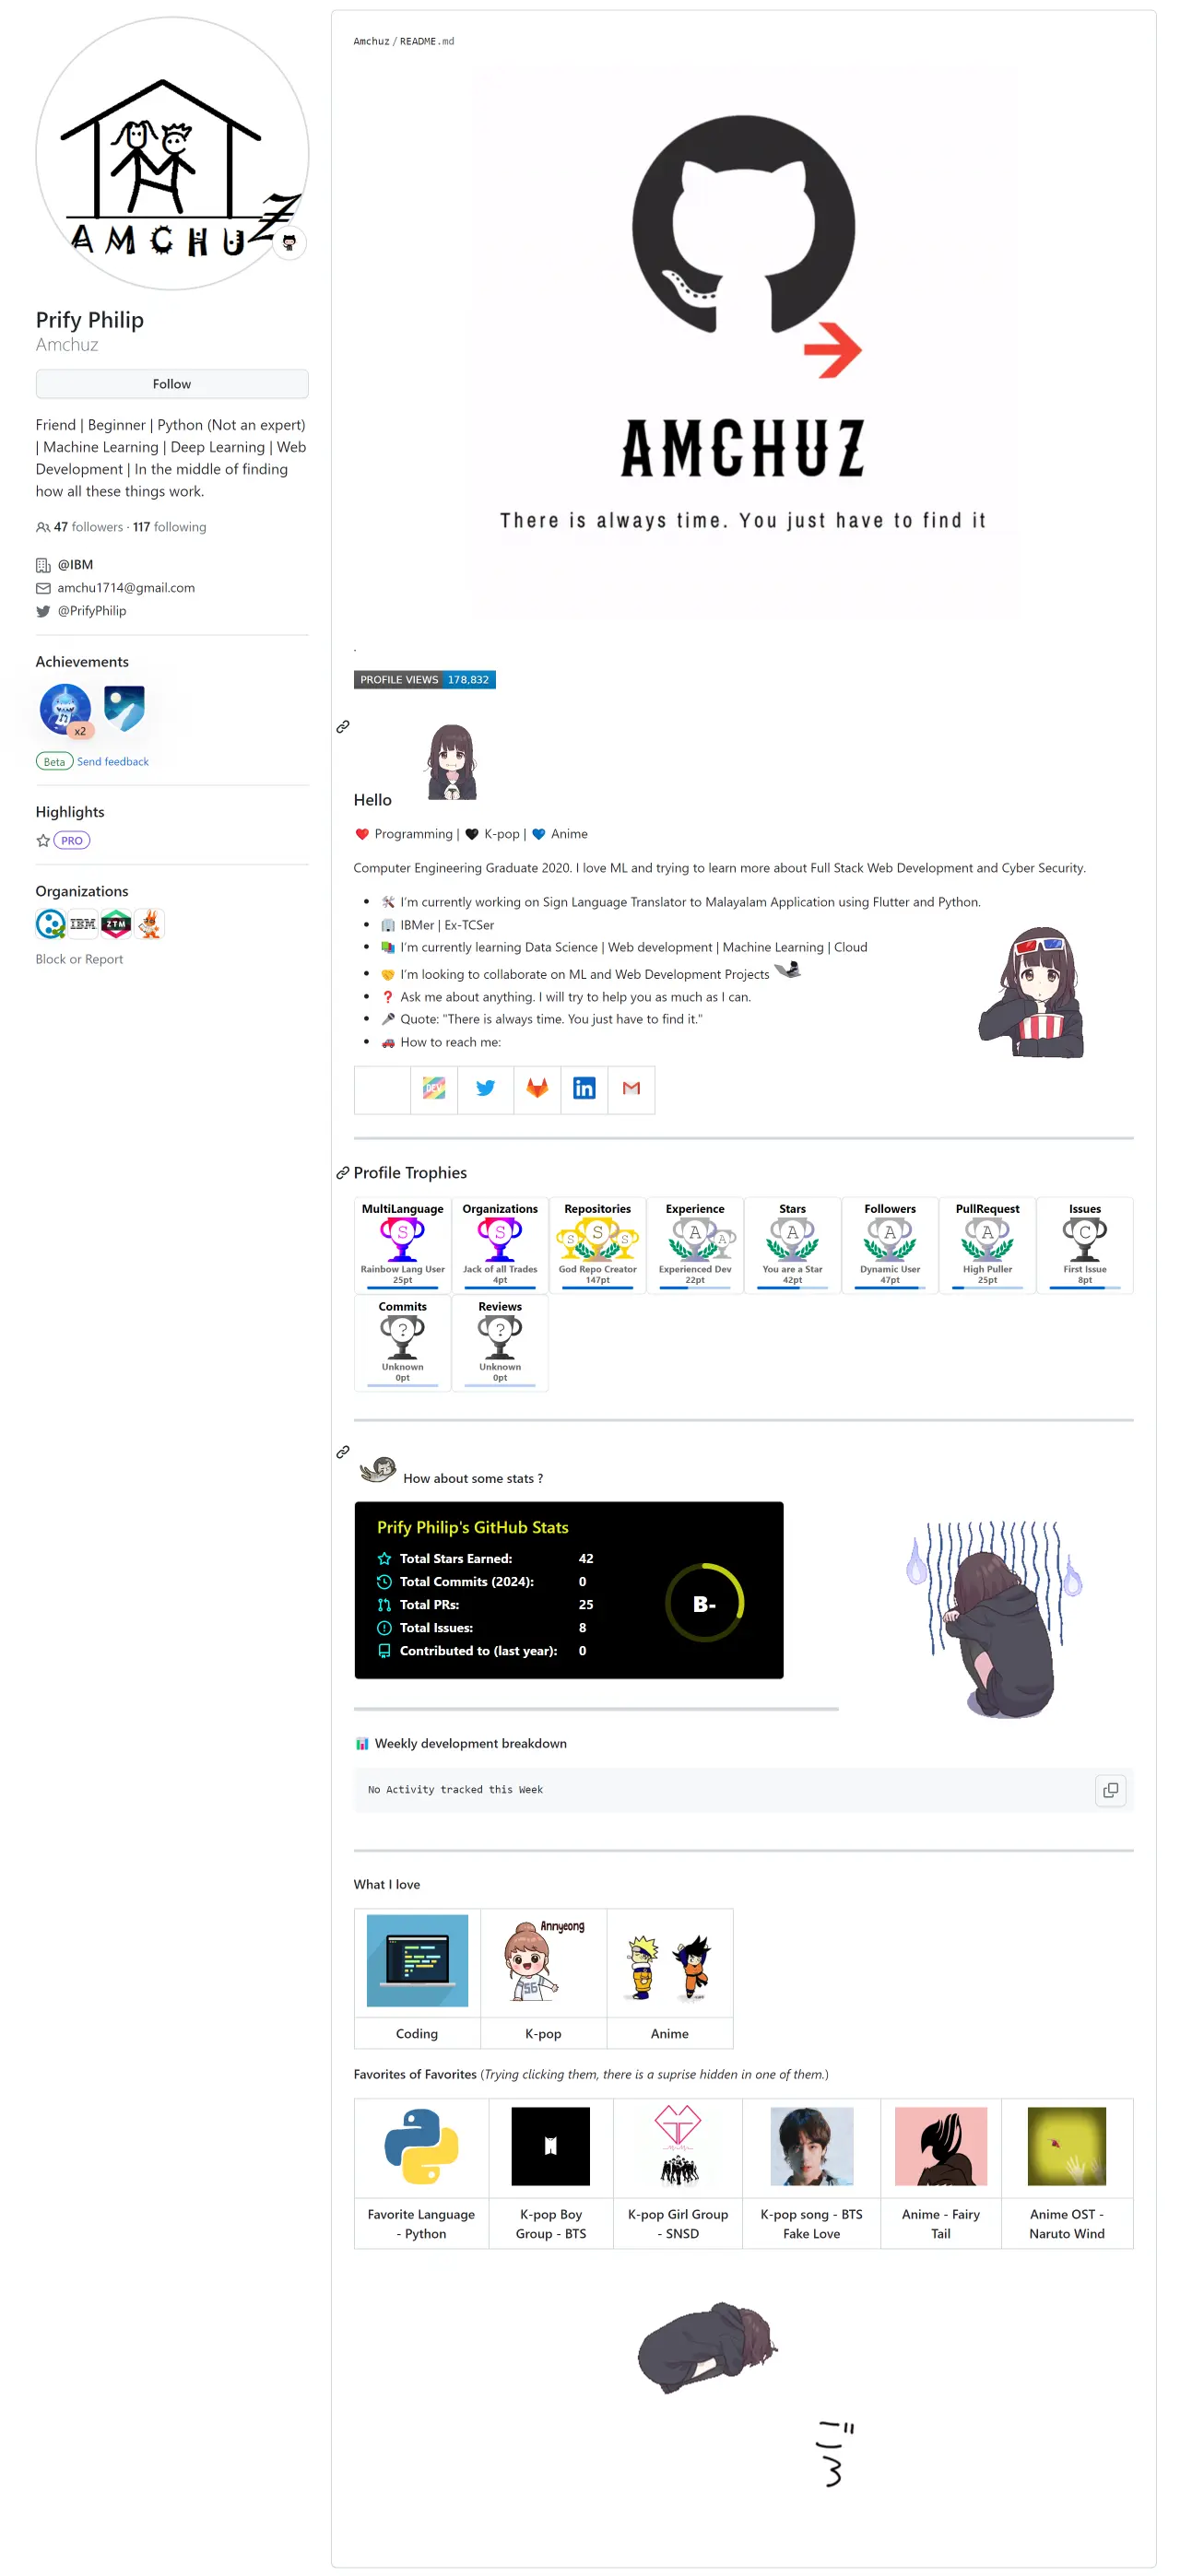 AMCHUZ
Prify Philip
Amchuz
Follow
Friend | Beginner | Python (Not an expert)
| Machine Learning | Deep Learning | Web
Development | In the middle of finding
how all these things work.
47 followers · 117 following
@IBM
amchu1714@gmail.com
@PrifyPhilip
Achievements
x2
Beta Send feedback
Highlights
PRO
Organizations
IBM
ZTM
Block or Report
Amchuz / README.md
AMCHUZ
There is always time. You just have to find it
.
PROFILE VIEWS 178,832
Hello
Programming | K-pop | Anime
Computer Engineering Graduate 2020. I love ML and trying to learn more about Full Stack Web Development and Cyber Security.
I'm currently working on Sign Language Translator to Malayalam Application using Flutter and Python.
IBMer | Ex-TCSer
I'm currently learning Data Science | Web development | Machine Learning | Cloud
I'm looking to collaborate on ML and Web Development Projects
Ask me about anything. I will try to help you as much as I can.
Quote: "There is always time. You just have to find it."
How to reach me:
DEV
in
Profile Trophies
MultiLanguage Organizations Repositories Experience Stars Followers PullRequest Issues
S S S S S A A A A A C
Rainbow Lang User Jack of all Trades God Repo Creator Experienced Dev You are a Star Dynamic User High Puller First Issue
25pt 4pt 147pt 22pt 42pt 47pt 25pt 8pt
Commits Reviews
? ?
Unknown Unknown
0pt 0pt
How about some stats ?
Prify Philip's GitHub Stats
Total Stars Earned: 42
Total Commits (2024): 0
Total PRs: 25
Total Issues: 8
Contributed to (last year): 0
B-
Weekly development breakdown
No Activity tracked this Week
What I love
Annyeong
56
Coding K-pop Anime
Favorites of Favorites (Trying clicking them, there is a suprise hidden in one of them.)
Favorite Language
- Python
K-pop Boy
Group - BTS
K-pop Girl Group
- SNSD
K-pop song - BTS
Fake Love
Anime - Fairy
Tail
Anime OST -
Naruto Wind
ごろ